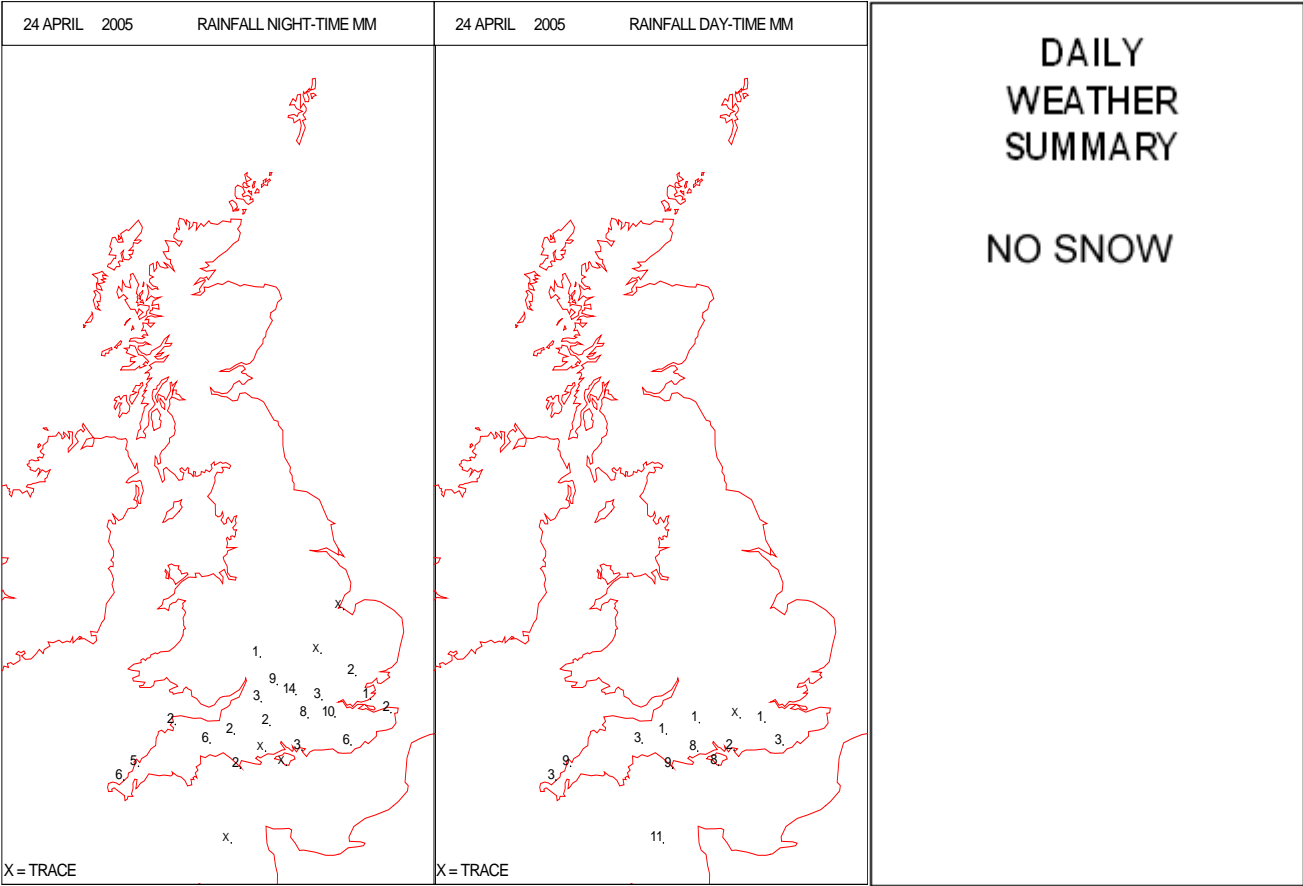 24 APRIL 2005 RAINFALL NIGHT-TIME MM
X
1 X
2
9 14
3 3 1
8 10 2
2 2
2
6 X 3 6
5 2 X
6
X
X = TRACE
24 APRIL 2005 RAINFALL DAY-TIME MM
1 X 1
1
3 8 2 3
9 9 8
3
11
X = TRACE
DAILY
WEATHER
SUMMARY
NO SNOW